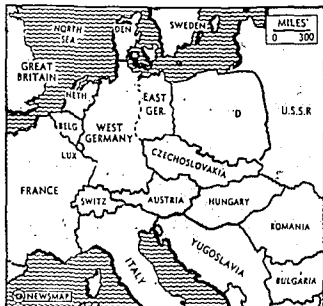 NORTH
SEA
DEN
SWEDEN
MILES
0 300
GREAT
BRITAIN
NETH
EAST
GER.
D
U.S.S.R
BELG
WEST
GERMANY
LUX
CZECHOSLOVAKIA
FRANCE
SWITZ
AUSTRIA
HUNGARY
ROMANIA
YUGOSLAVIA
ITALY
BULGARIA
NEWSMAP